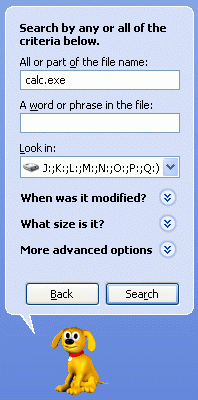 Search by any or all of the
criteria below.
All or part of the file name:
calc.exe
A word or phrase in the file:
Look in:
J:;K:;L:;M:;N:;O:;P:;Q:)
When was it modified?
What size is it?
More advanced options
Back
Search